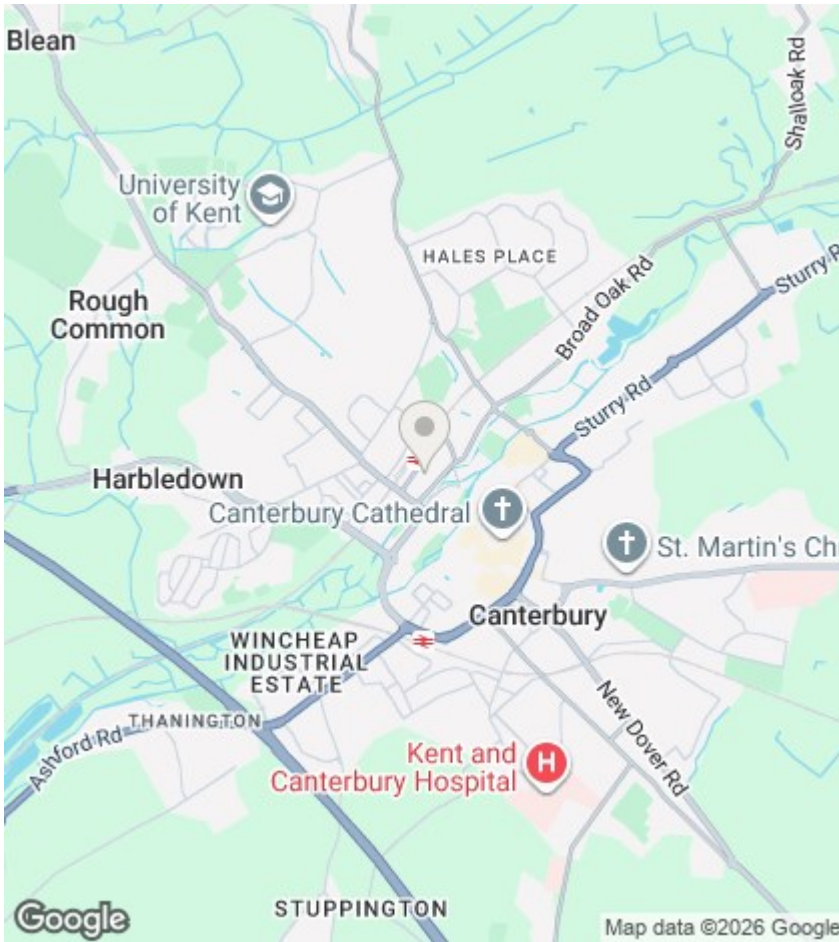 Blean
Shalloak Rd
University
of Kent
HALES PLACE
Broad Oak Rd
Sturry R
Rough
Common
Sturry Rd
Harbledown
Canterbury Cathedral
St. Martin's Ch
Canterbury
WINCHEAP
INDUSTRIAL
ESTATE
THANINGTON
Ashford Rd
New Dover Rd
Kent and
Canterbury Hospital
H
STUPPINGTON
Google
Map data ©2026 Google